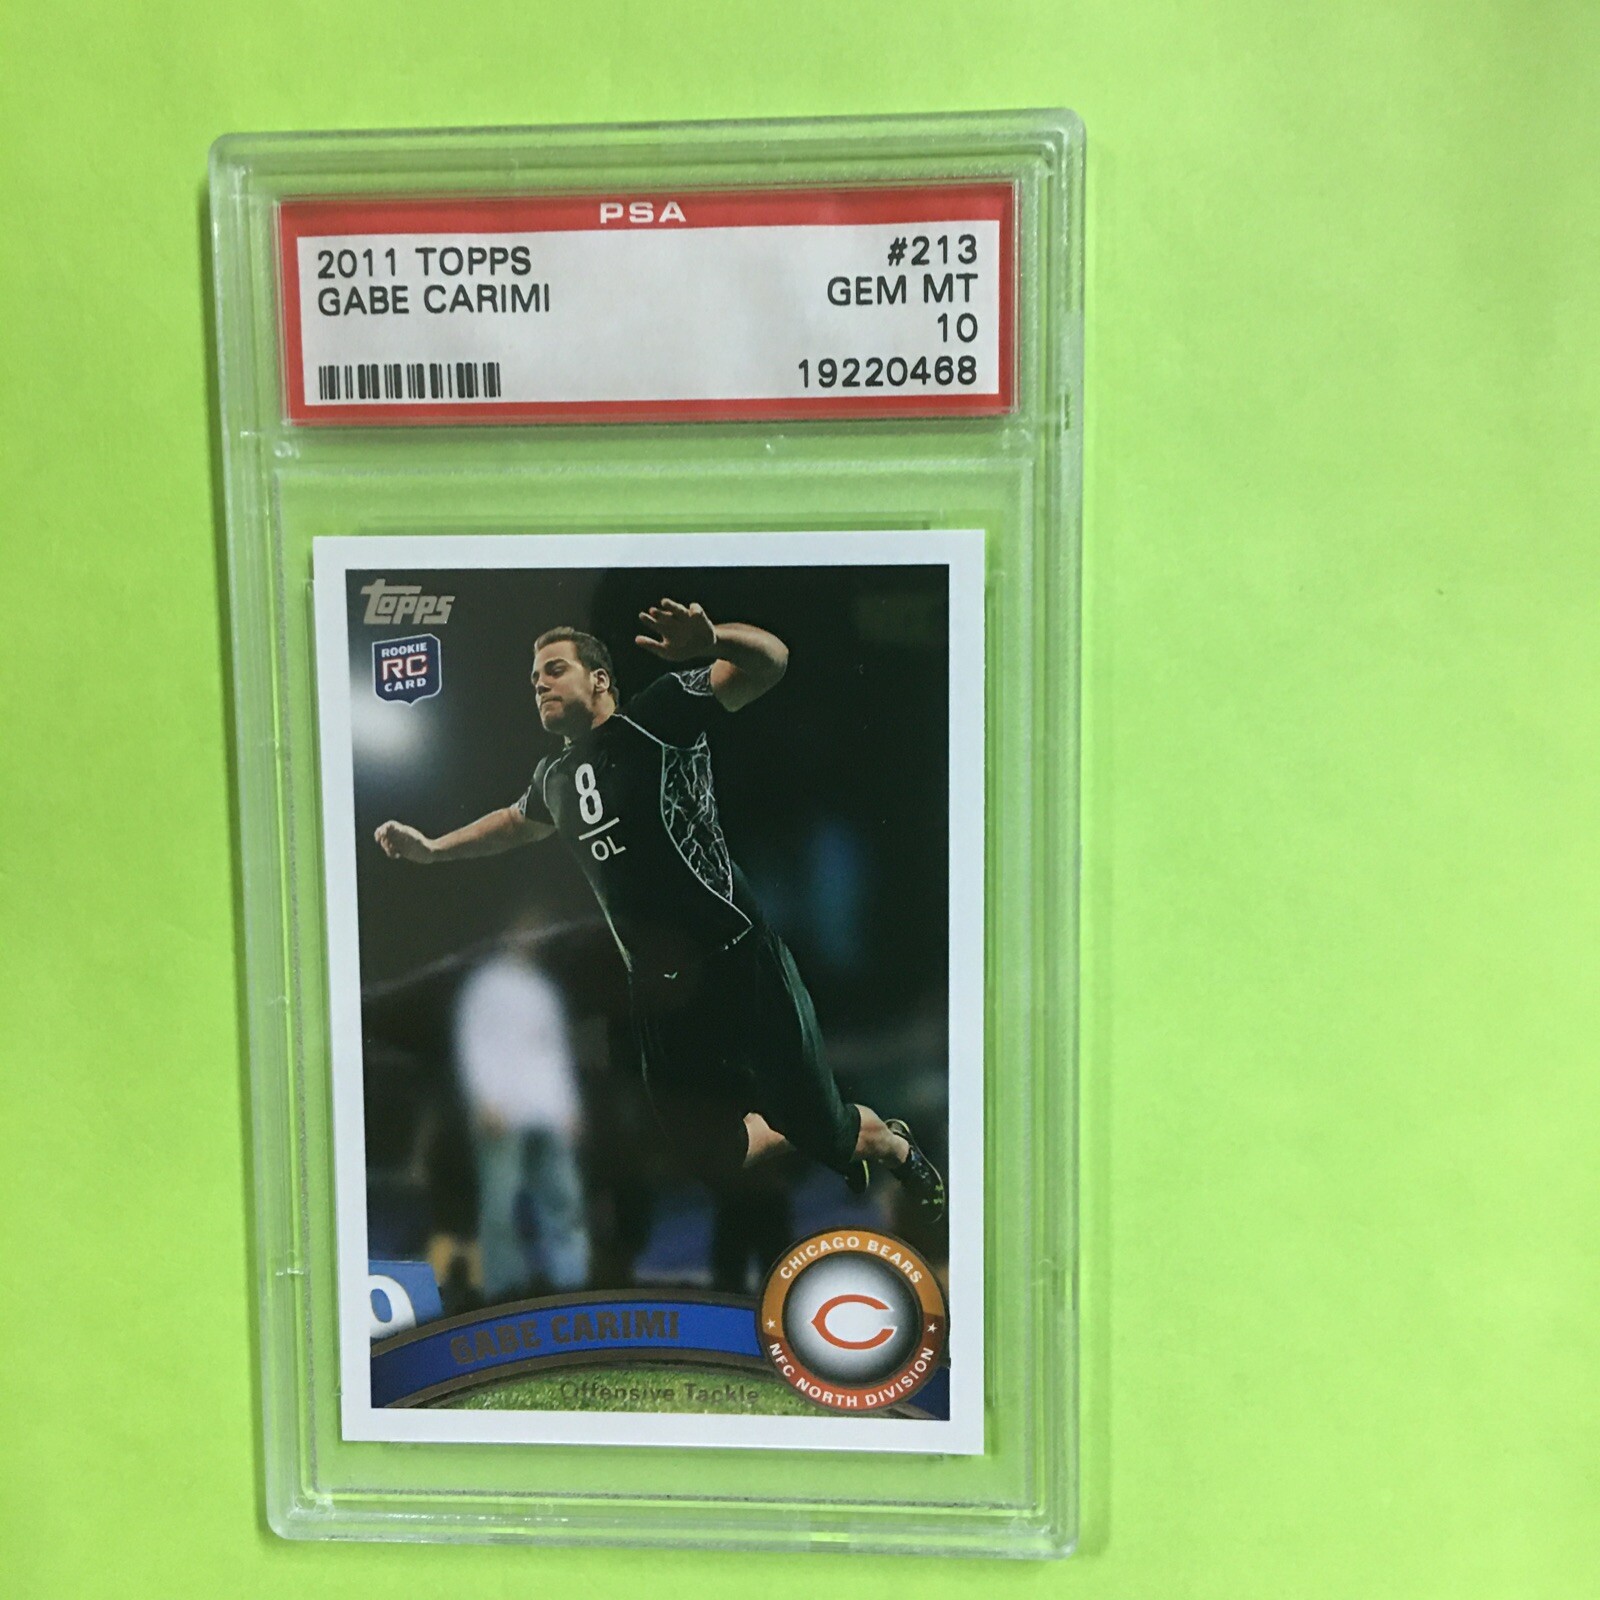 PSA
2011 TOPPS #213
GABE CARIMI GEM MT
10
19220468
Topps
ROOKIE
RC
CARD
8
OL
0
GABE CARIMI
Offensive Tackle
CHICAGO BEARS
NFC NORTH DIVISION